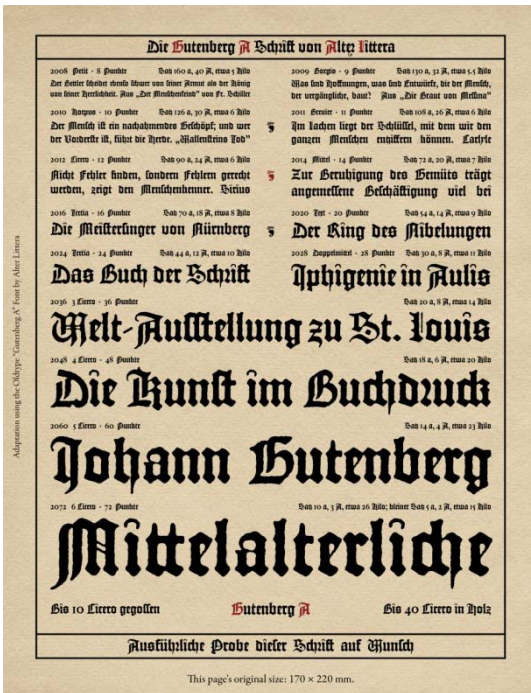 Die Gutenberg A Schrift von Alter Littera
2008 Petit · 8 Punkte Satz 160 a, 40 A, etwa 5 Kilo
Der Bettler scheidet ebenso schwer von seiner Armut als der König
von seiner Herrlichkeit. Aus „Der Menschenfeind" von Fr. Schiller
2009 Borgis · 9 Punkte Satz 130 a, 32 A, etwa 5.5 Kilo
Was sind Hoffnungen, was sind Entwürfe, die der Mensch,
der vergängliche, baut? Aus „Die Braut von Messina"
2010 Korpus · 10 Punkte Satz 126 a, 30 A, etwa 6 Kilo
Der Mensch ist ein nachahmendes Geschöpf; und wer
der Vorderste ist, führt die Herde. „Wallensteins Tod"
2011 Brevier · 11 Punkte Satz 108 a, 26 A, etwa 6 Kilo
Im Lachen liegt der Schlüssel, mit dem wir den
ganzen Menschen entziffern können. Carlyle
2012 Cicero · 12 Punkte Satz 90 a, 24 A, etwa 6 Kilo
Nicht Fehler finden, sondern Fehlern gerecht
werden, zeigt den Menschenkenner. Sirius
2014 Mittel · 14 Punkte Satz 72 a, 20 A, etwa 7 Kilo
Zur Beruhigung des Gemüts trägt
angemessene Beschäftigung viel bei
2016 Tertia · 16 Punkte Satz 70 a, 18 A, etwa 8 Kilo
Die Meistersinger von Nürnberg
2020 Text · 20 Punkte Satz 54 a, 14 A, etwa 9 Kilo
Der Ring des Nibelungen
2024 Tertia · 24 Punkte Satz 44 a, 12 A, etwa 10 Kilo
Das Buch der Schrift
2028 Doppelmittel · 28 Punkte Satz 30 a, 8 A, etwa 11 Kilo
Iphigenie in Aulis
2036 3 Cicero · 36 Punkte Satz 20 a, 8 A, etwa 14 Kilo
Welt-Ausstellung zu St. Louis
2048 4 Cicero · 48 Punkte Satz 18 a, 6 A, etwa 20 Kilo
Die Kunst im Buchdruck
2060 5 Cicero · 60 Punkte Satz 14 a, 4 A, etwa 23 Kilo
Johann Gutenberg
2072 6 Cicero · 72 Punkte Satz 10 a, 3 A, etwa 26 Kilo; kleiner Satz 5 a, 2 A, etwa 15 Kilo
Mittelalterliche
Bis 10 Cicero gegossen Gutenberg A Bis 40 Cicero in Holz
Ausführliche Probe dieser Schrift auf Wunsch
Adaptation using the Oldtype "Gutenberg A" Font by Alter Littera
This page's original size: 170 × 220 mm.